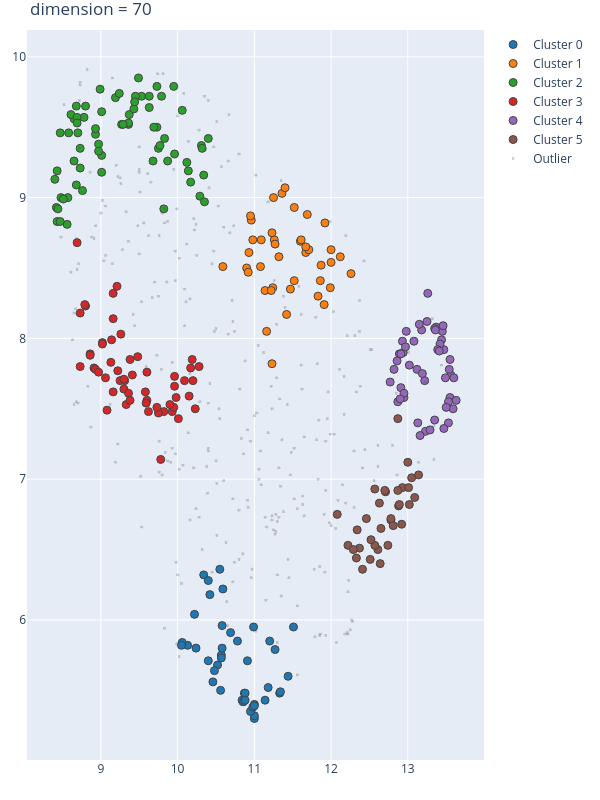 dimension = 70
10
9
8
7
6
9
10
11
12
13
Cluster 0
Cluster 1
Cluster 2
Cluster 3
Cluster 4
Cluster 5
Outlier